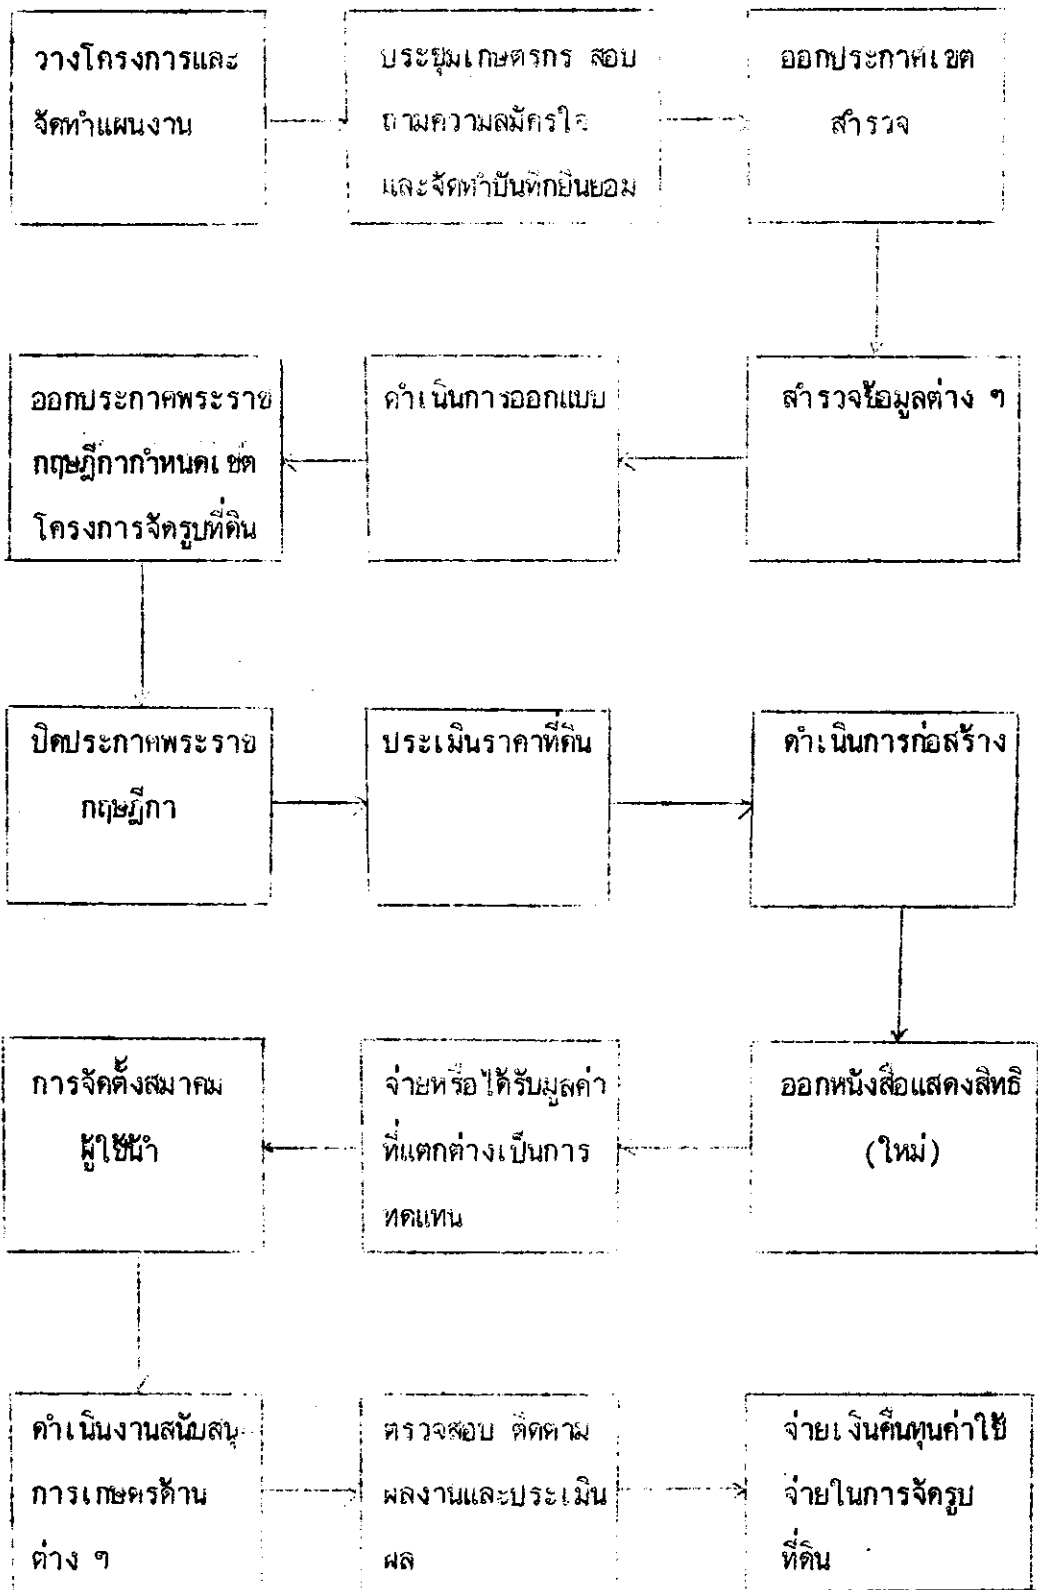 วางโครงการและ
จัดทำแผนงาน
ประชุมเกษตรกร สอบ
ถามความสมัครใจ
และจัดทำบันทึกยินยอม
ออกประกาศเขต
สำรวจ
สำรวจข้อมูลต่าง ๆ
ดำเนินการออกแบบ
ออกประกาศพระราช
กฤษฎีกากำหนดเขต
โครงการจัดรูปที่ดิน
ปิดประกาศพระราช
กฤษฎีกา
ประเมินราคาที่ดิน
ดำเนินการก่อสร้าง
ออกหนังสือแสดงสิทธิ
(ใหม่)
จ่ายหรือได้รับมูลค่า
ที่แตกต่างเป็นการ
ทดแทน
การจัดตั้งสมาคม
ผู้ใช้น้ำ
ดำเนินงานสนับสนุ
การเกษตรด้าน
ต่าง ๆ
ตรวจสอบ ติดตาม
ผลงานและประเมิน
ผล
จ่ายเงินคืนทุนค่าใช้
จ่ายในการจัดรูป
ที่ดิน